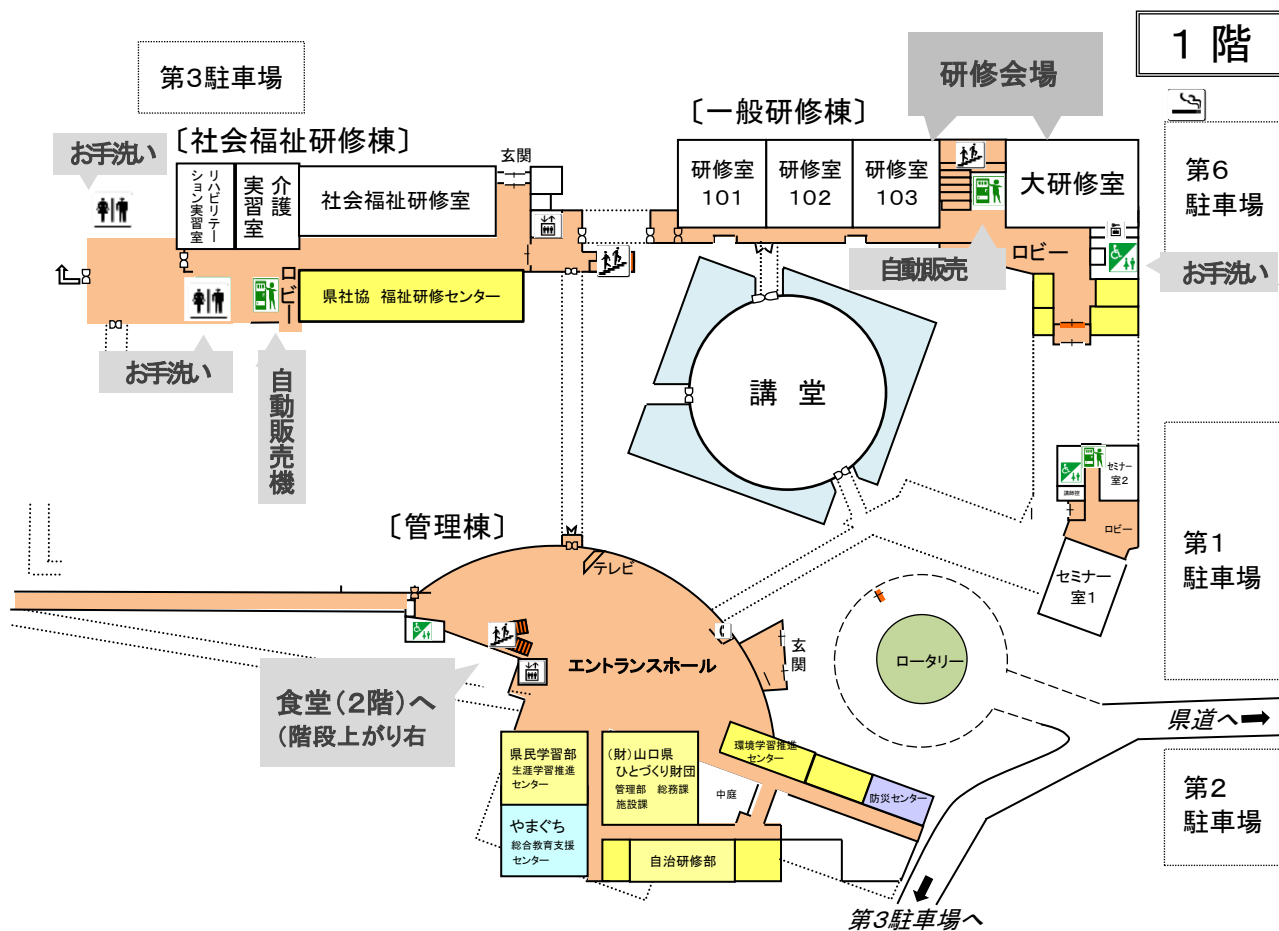 １階
第３駐車場
研修会場
〔一般研修棟〕
〔社会福祉研修棟〕
お手洗い
玄関
リハビリテー
ション実習室
介護
実習室
社会福祉研修室
研修室
101
研修室
102
研修室
103
大研修室
第６
駐車場
ロビー
自動販売
お手洗い
ロビー
県社協 福祉研修センター
お手洗い
自動販売機
講 堂
セミナー
室２
講師控
ロビー
セミナー
室１
第１
駐車場
〔管理棟〕
テレビ
エントランスホール
玄関
ロータリー
食堂（２階）へ
（階段上がり右
県道へ
県民学習部
生涯学習推進
センター
（財）山口県
ひとづくり財団
管理部 総務課
施設課
環境学習推進
センター
防災センター
中庭
第２
駐車場
やまぐち
総合教育支援
センター
自治研修部
第３駐車場へ